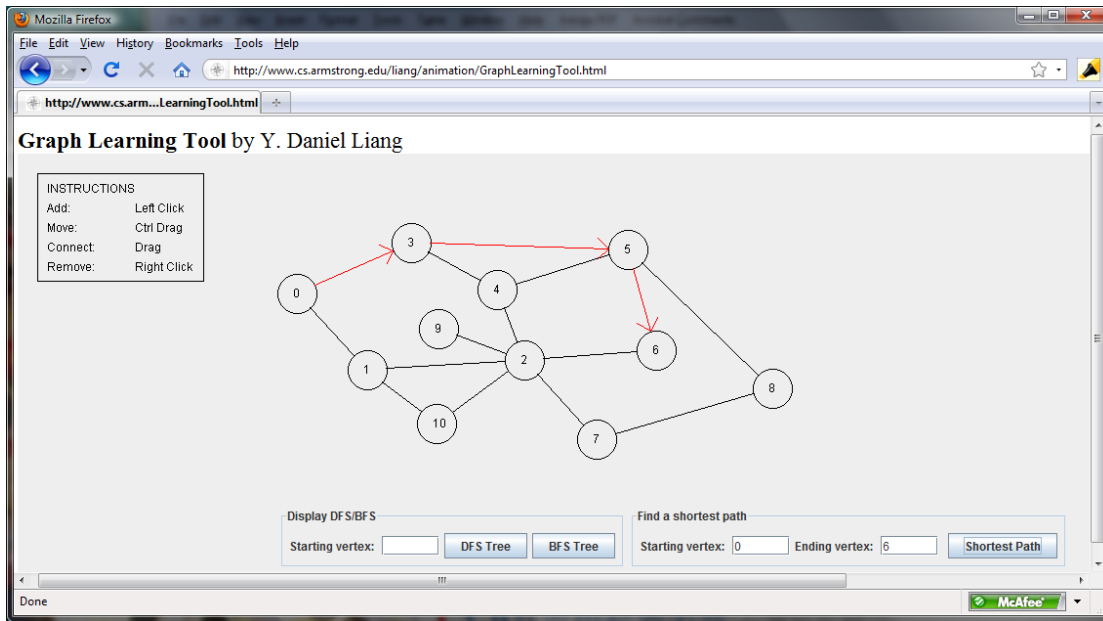 Mozilla Firefox
File Edit View History Bookmarks Tools Help
http://www.cs.armstrong.edu/liang/animation/GraphLearningTool.html
http://www.cs.arm...LearningTool.html
Graph Learning Tool by Y. Daniel Liang
INSTRUCTIONS
Add: Left Click
Move: Ctrl Drag
Connect: Drag
Remove: Right Click
3
5
0
4
9
2
6
1
8
10
7
Display DFS/BFS
Starting vertex: DFS Tree BFS Tree
Find a shortest path
Starting vertex: 0 Ending vertex: 6 Shortest Path
Done
McAfee